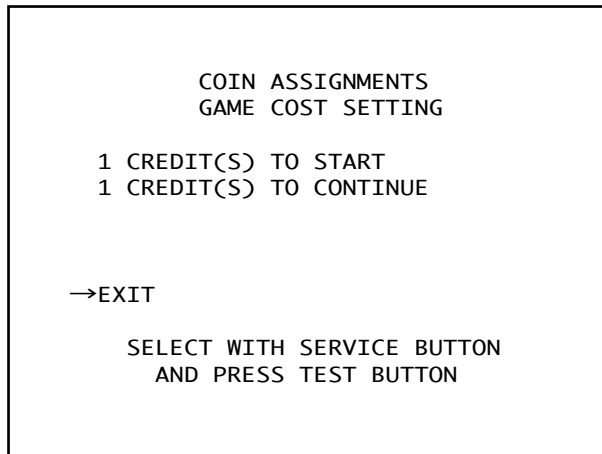 COIN ASSIGNMENTS
GAME COST SETTING
1 CREDIT(S) TO START
1 CREDIT(S) TO CONTINUE
→EXIT
SELECT WITH SERVICE BUTTON
AND PRESS TEST BUTTON